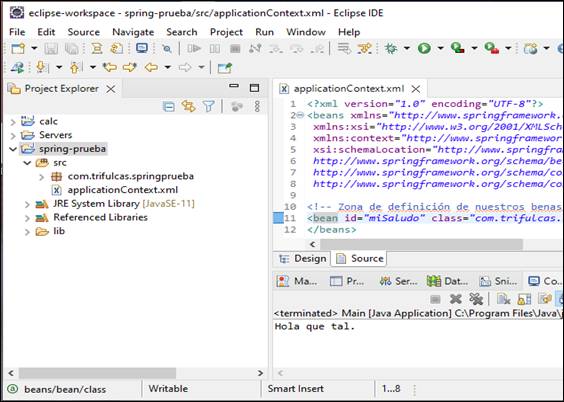 eclipse-workspace - spring-prueba/src/applicationContext.xml - Eclipse IDE
File Edit Source Navigate Search Project Run Window Help
Project Explorer
calc
Servers
spring-prueba
src
com.trifulcas.springprueba
applicationContext.xml
JRE System Library [JavaSE-11]
Referenced Libraries
lib
applicationContext.xml
1 <?xml version="1.0" encoding="UTF-8"?>
2 <beans xmlns="http://www.springframework.
3 xmlns:xsi="http://www.w3.org/2001/XMLSch
4 xmlns:context="http://www.springframewor
5 xsi:schemaLocation="http://www.springfra
6 http://www.springframework.org/schema/be
7 http://www.springframework.org/schema/co
8 http://www.springframework.org/schema/co
9
10 <!-- Zona de definición de nuestros benas
11 <bean id="miSaludo" class="com.trifulcas.
12 </beans>
Design Source
Ma... Pr... Ser... Dat... Sni... Co...
<terminated> Main [Java Application] C:\Program Files\Java\j
Hola que tal.
beans/bean/class Writable Smart Insert 1...8